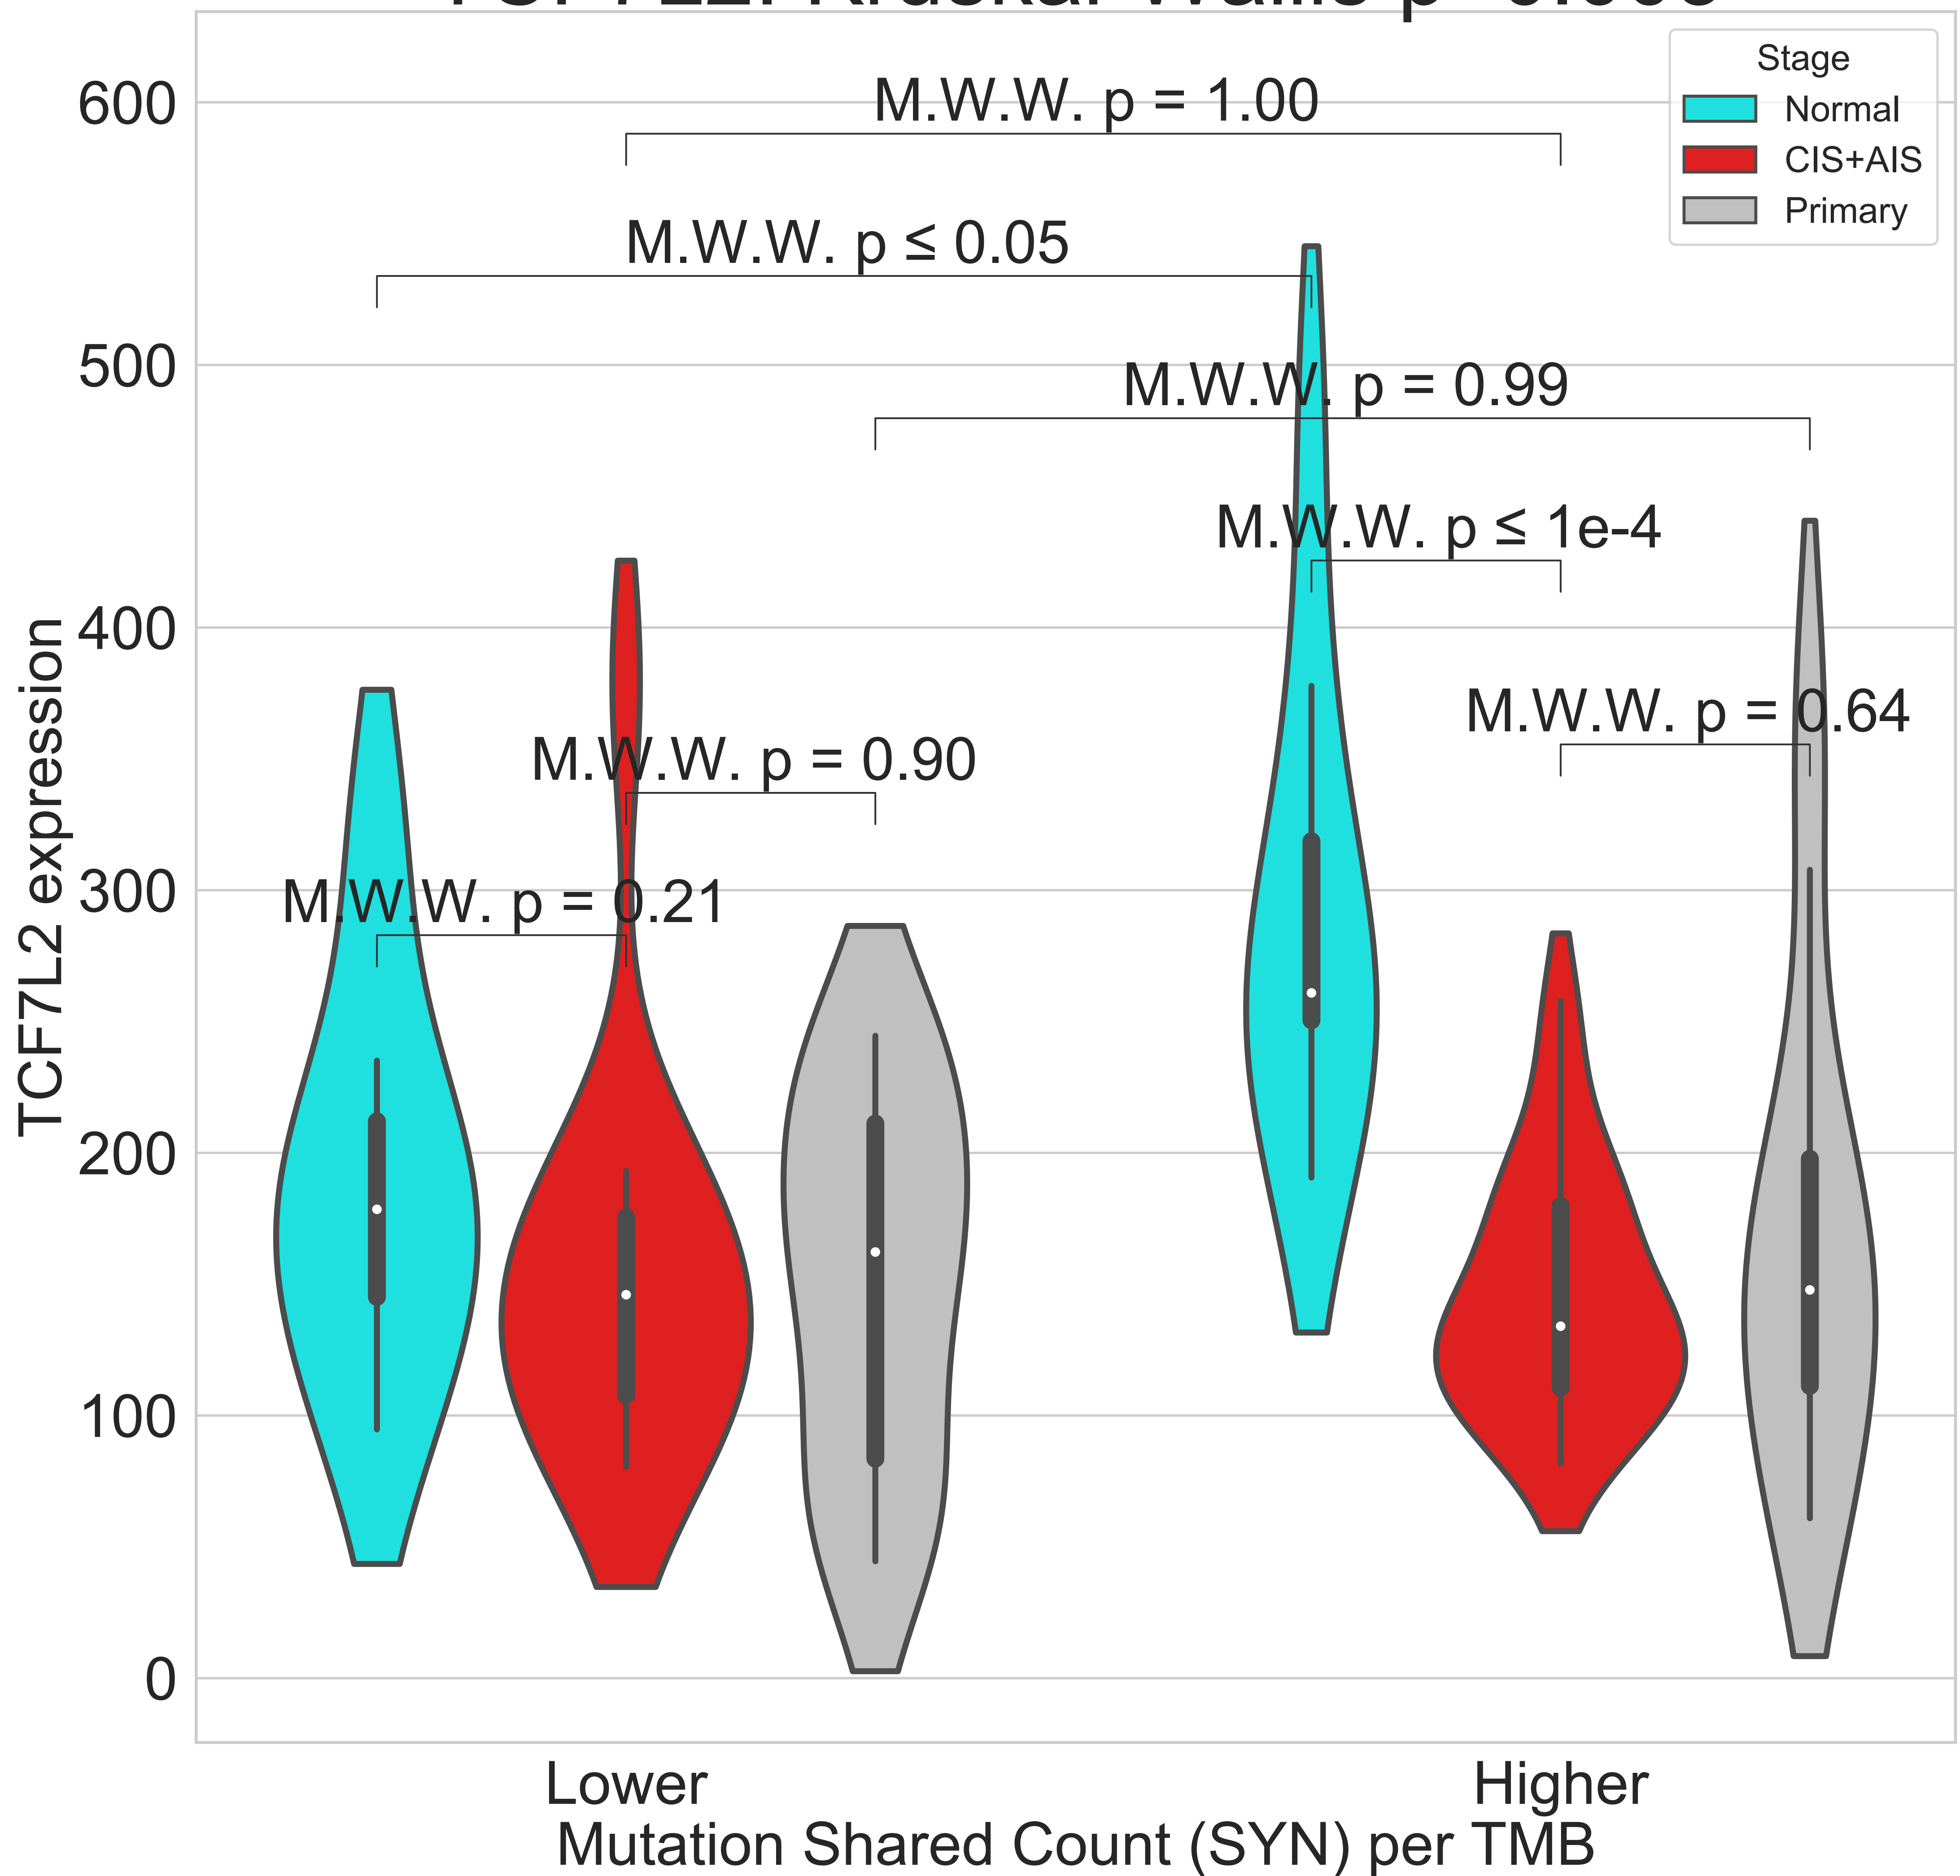 Stage
Normal
CIS+AIS
Primary
M.W.W. p = 1.00
M.W.W. p ≤ 0.05
M.W.W. p = 0.99
M.W.W. p ≤ 1e-4
M.W.W. p = 0.64
M.W.W. p = 0.90
M.W.W. p = 0.21
TCF7L2 expression
600
500
400
300
200
100
0
Lower
Higher
Mutation Shared Count (SYN) per TMB